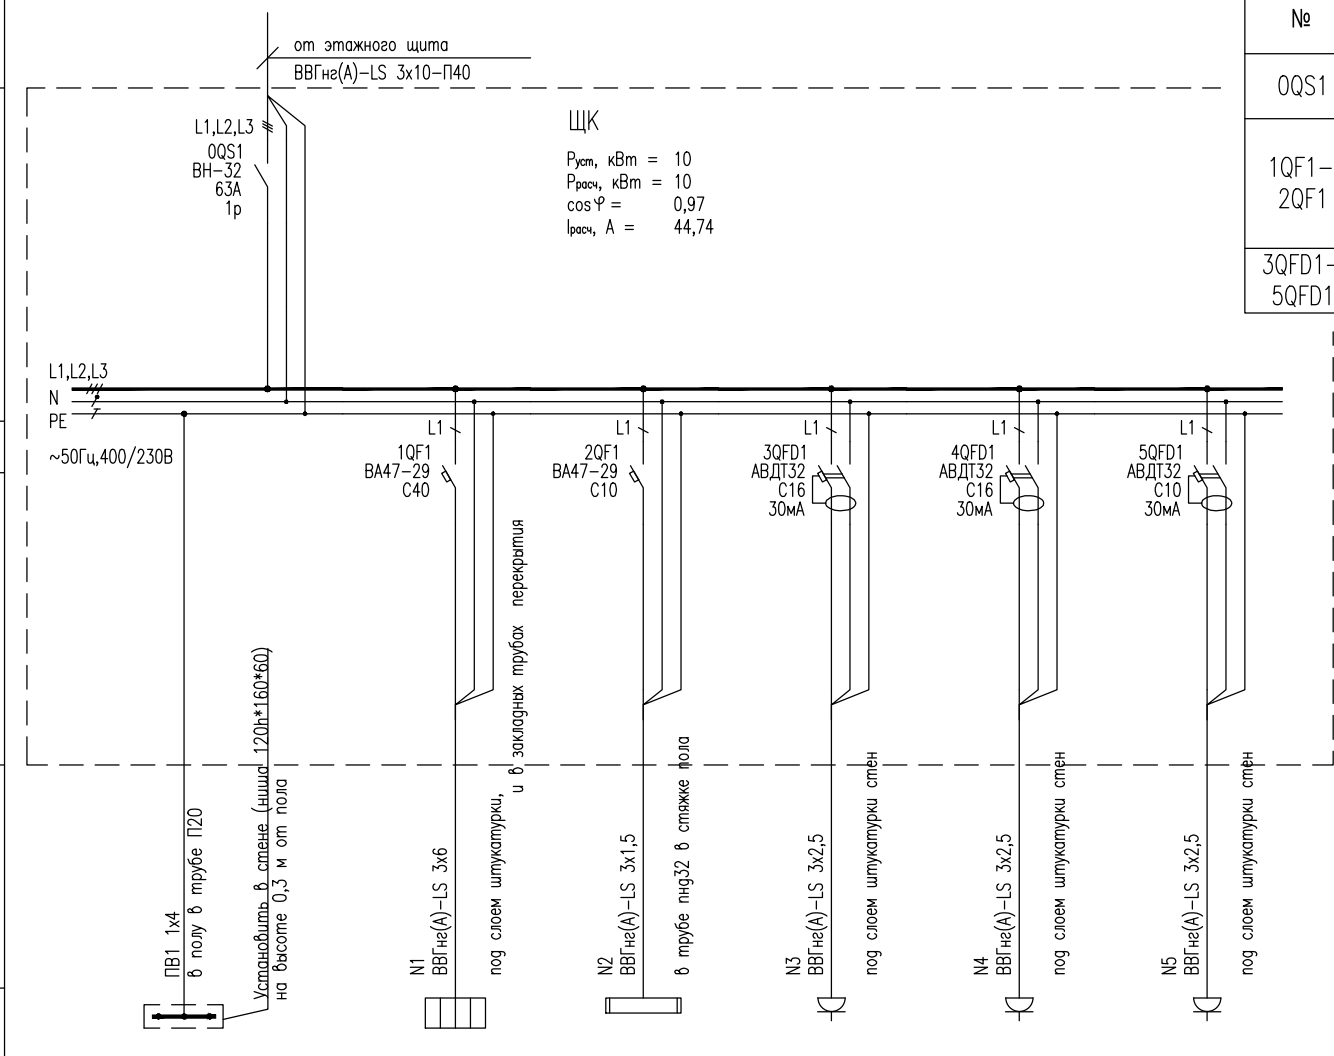 от этажного щита
ВВГнг(А)-LS 3х10-П40
№
0QS1
1QF1-
2QF1
3QFD1-
5QFD1
L1,L2,L3
0QS1
ВН-32
63А
1р
ЩК
Руст, кВт = 10
Ррасч, кВт = 10
cosφ = 0,97
Iрасч, А = 44,74
L1,L2,L3
N
PE
~50Гц,400/230В
L1
1QF1
ВА47-29
С40
L1
2QF1
ВА47-29
С10
L1
3QFD1
АВДТ32
С16
30мА
L1
4QFD1
АВДТ32
С16
30мА
L1
5QFD1
АВДТ32
С10
30мА
ПВ1 1х4
в полу в трубе П20
Установить в стене (ниша 120h*160*60)
на высоте 0,3 м от пола
N1
ВВГнг(А)-LS 3х6
под слоем штукатурки,
и в закладных трубах перекрытия
N2
ВВГнг(А)-LS 3х1,5
в трубе пнд32 в стяжке пола
N3
ВВГнг(А)-LS 3х2,5
под слоем штукатурки стен
N4
ВВГнг(А)-LS 3х2,5
под слоем штукатурки стен
N5
ВВГнг(А)-LS 3х2,5
под слоем штукатурки стен